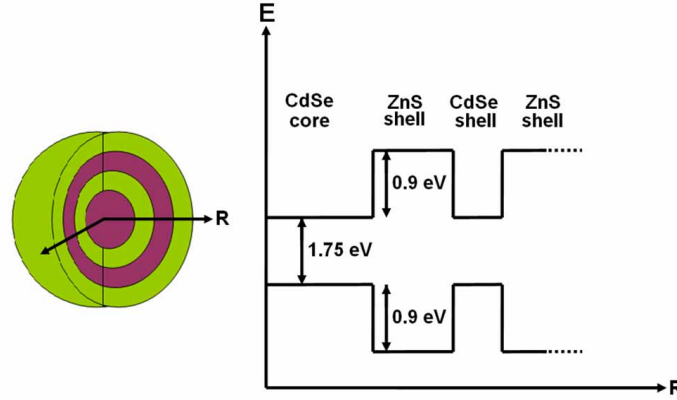 E
CdSe
core
ZnS
shell
CdSe
shell
ZnS
shell
0.9 eV
R
1.75 eV
0.9 eV
R